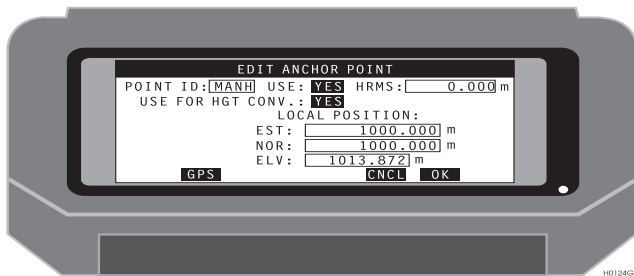 EDIT ANCHOR POINT
POINT ID: MANH USE: YES HRMS: 0.000 m
USE FOR HGT CONV.: YES
LOCAL POSITION:
EST: 1000.000 m
NOR: 1000.000 m
ELV: 1013.872 m
GPS CNCL OK
H0124G